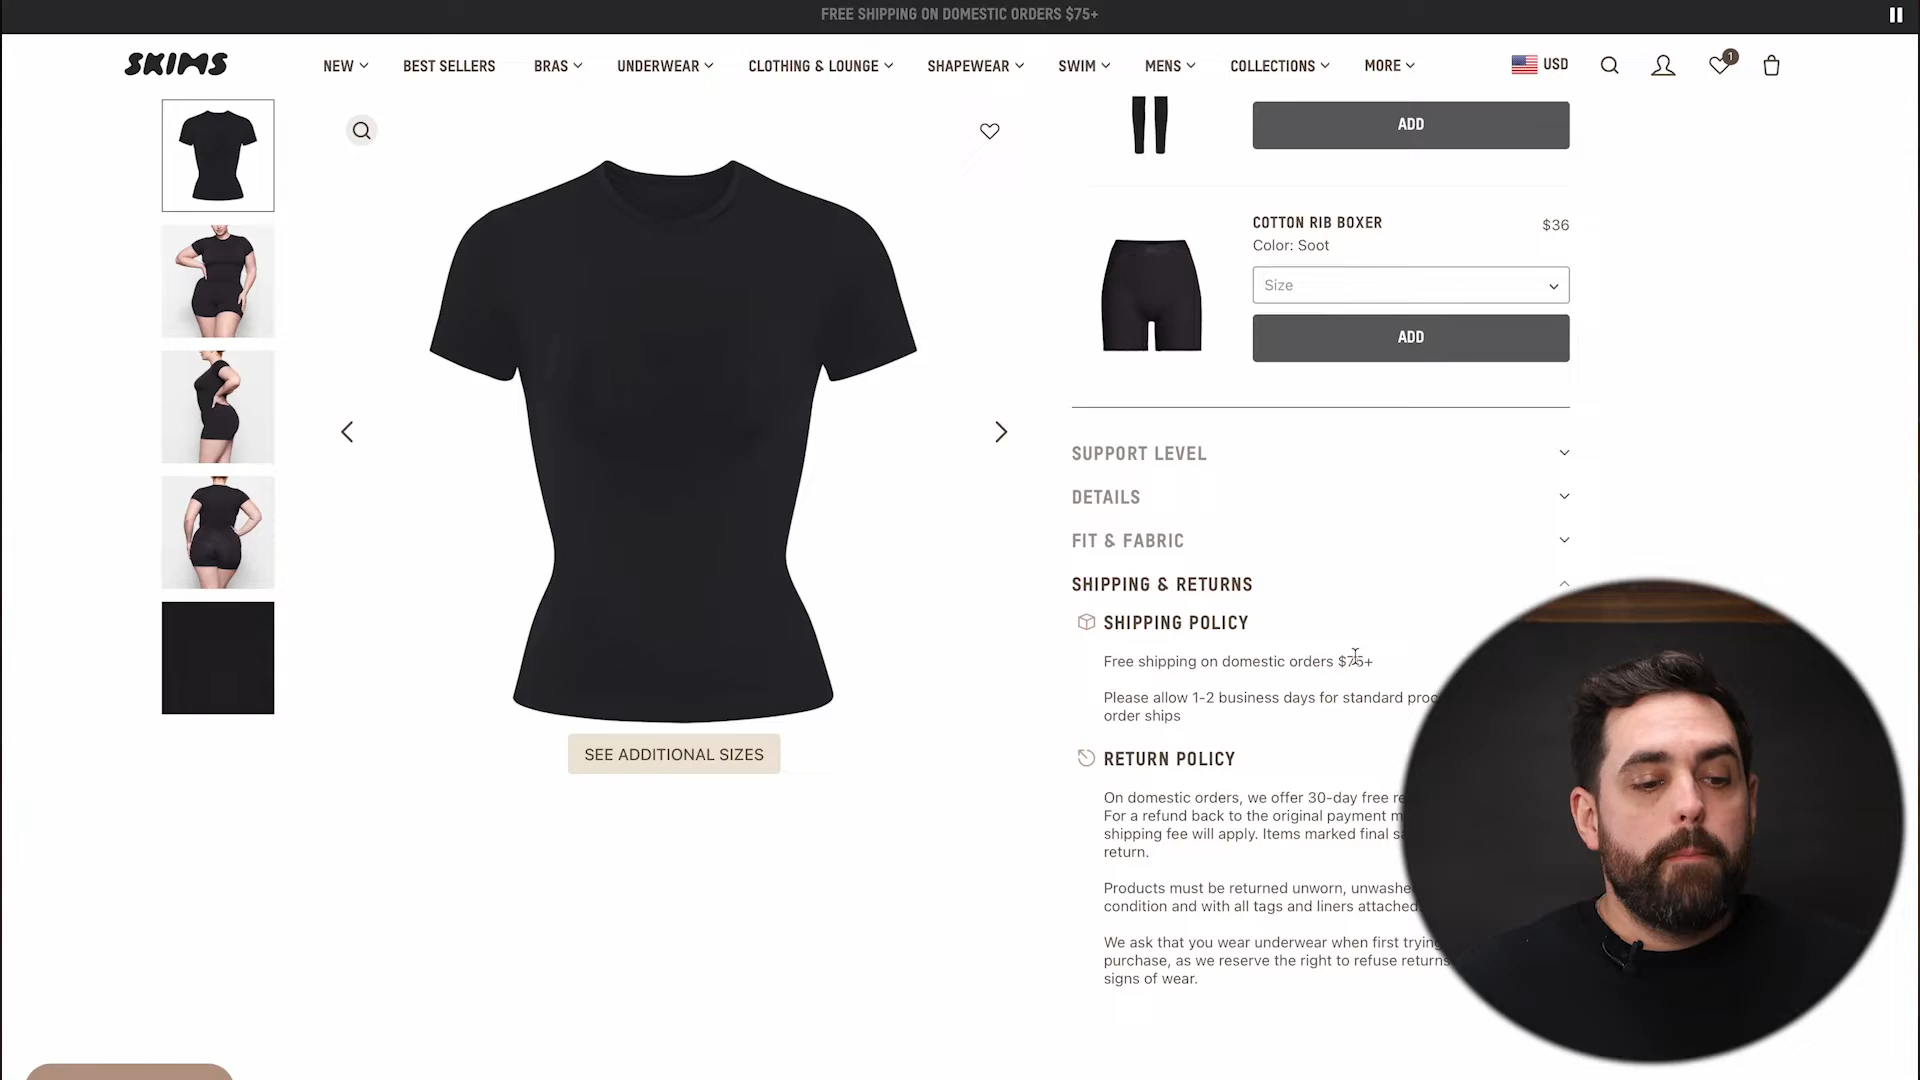 FREE SHIPPING ON DOMESTIC ORDERS $75+
SKIMS
NEW
BEST SELLERS
BRAS
UNDERWEAR
CLOTHING & LOUNGE
SHAPEWEAR
SWIM
MENS
COLLECTIONS
MORE
USD
1
ADD
COTTON RIB BOXER
$36
Color: Soot
Size
ADD
SUPPORT LEVEL
DETAILS
FIT & FABRIC
SHIPPING & RETURNS
SHIPPING POLICY
Free shipping on domestic orders $75+
Please allow 1-2 business days for standard
order ships
RETURN POLICY
On domestic orders, we offer 30-day free
For a refund back to the original payment
shipping fee will apply. Items marked final
return.
Products must be returned unworn,
condition and with all tags and liners attached
We ask that you wear underwear when first
purchase, as we reserve the right to refuse returns
signs of wear.
SEE ADDITIONAL SIZES